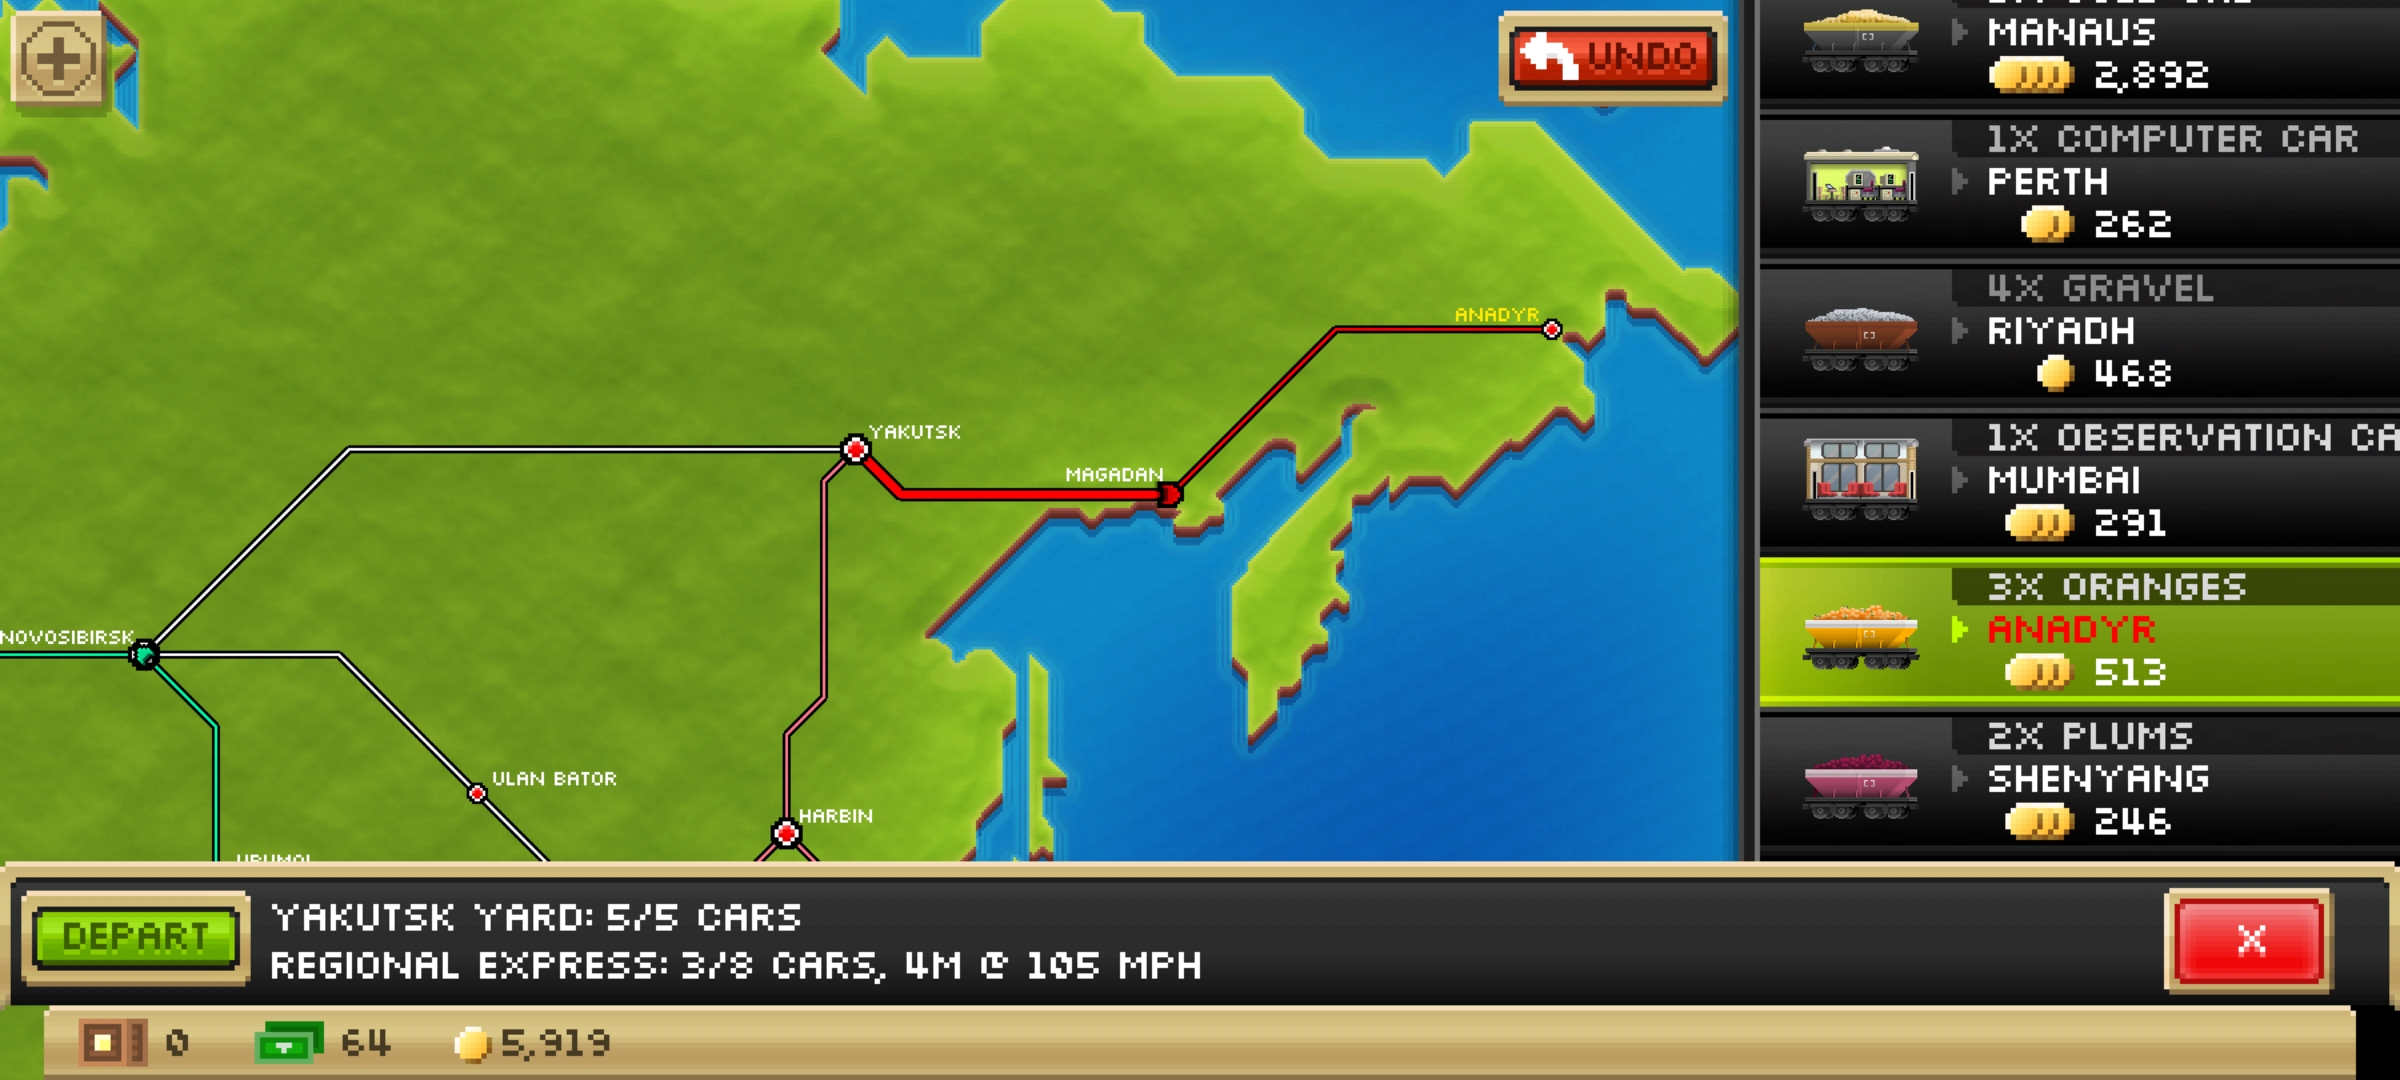 UNDO
MANAUS
2,892
1X COMPUTER CAR
PERTH
262
4X GRAVEL
RIYADH
468
1X OBSERVATION CA
MUMBAI
291
3X ORANGES
ANADYR
513
2X PLUMS
SHENYANG
246
ANADYR
YAKUTSK
MAGADAN
NOVOSIBIRSK
ULAN BATOR
HARBIN
DEPART
YAKUTSK YARD: 5/5 CARS
REGIONAL EXPRESS: 3/8 CARS, 4M @ 105 MPH
X
0
64
5,919